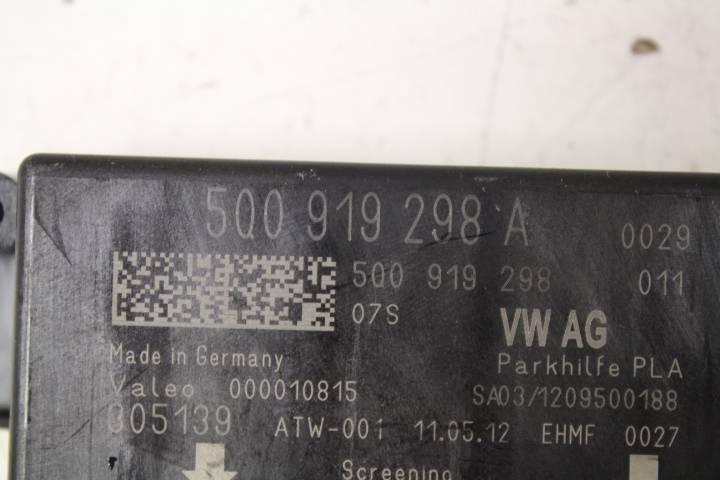 5Q0 919 298 A 0029
5Q0 919 298 011
07S VW AG
Made in Germany Parkhilfe PLA
Valeo 000010815 SA03/1209500188
005139 ATW-001 11.05.12 EHMF 0027
Screening